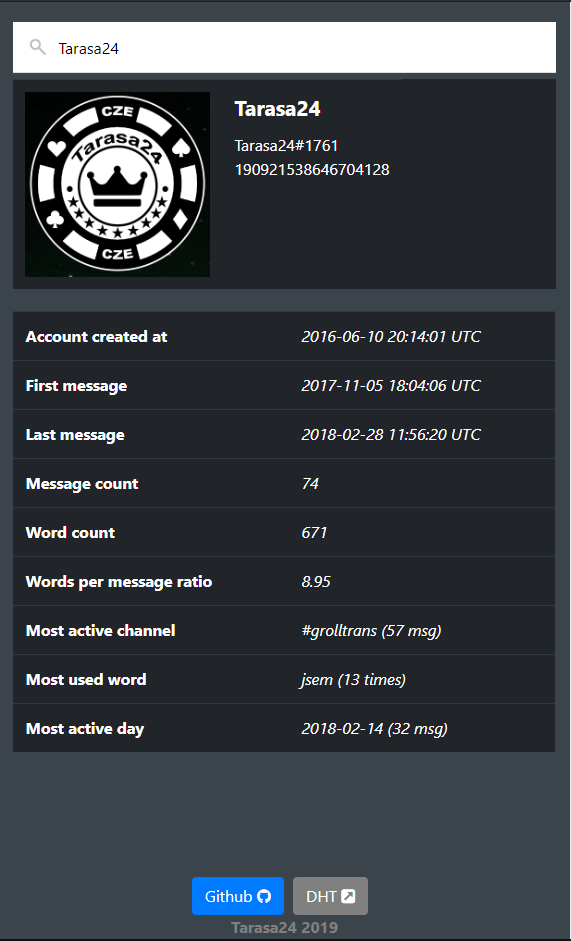 Tarasa24
CZE
Tarasa24
CZE
Tarasa24
Tarasa24#1761
190921538646704128
Account created at 2016-06-10 20:14:01 UTC
First message 2017-11-05 18:04:06 UTC
Last message 2018-02-28 11:56:20 UTC
Message count 74
Word count 671
Words per message ratio 8.95
Most active channel #grolltrans (57 msg)
Most used word jsem (13 times)
Most active day 2018-02-14 (32 msg)
Github DHT
Tarasa24 2019